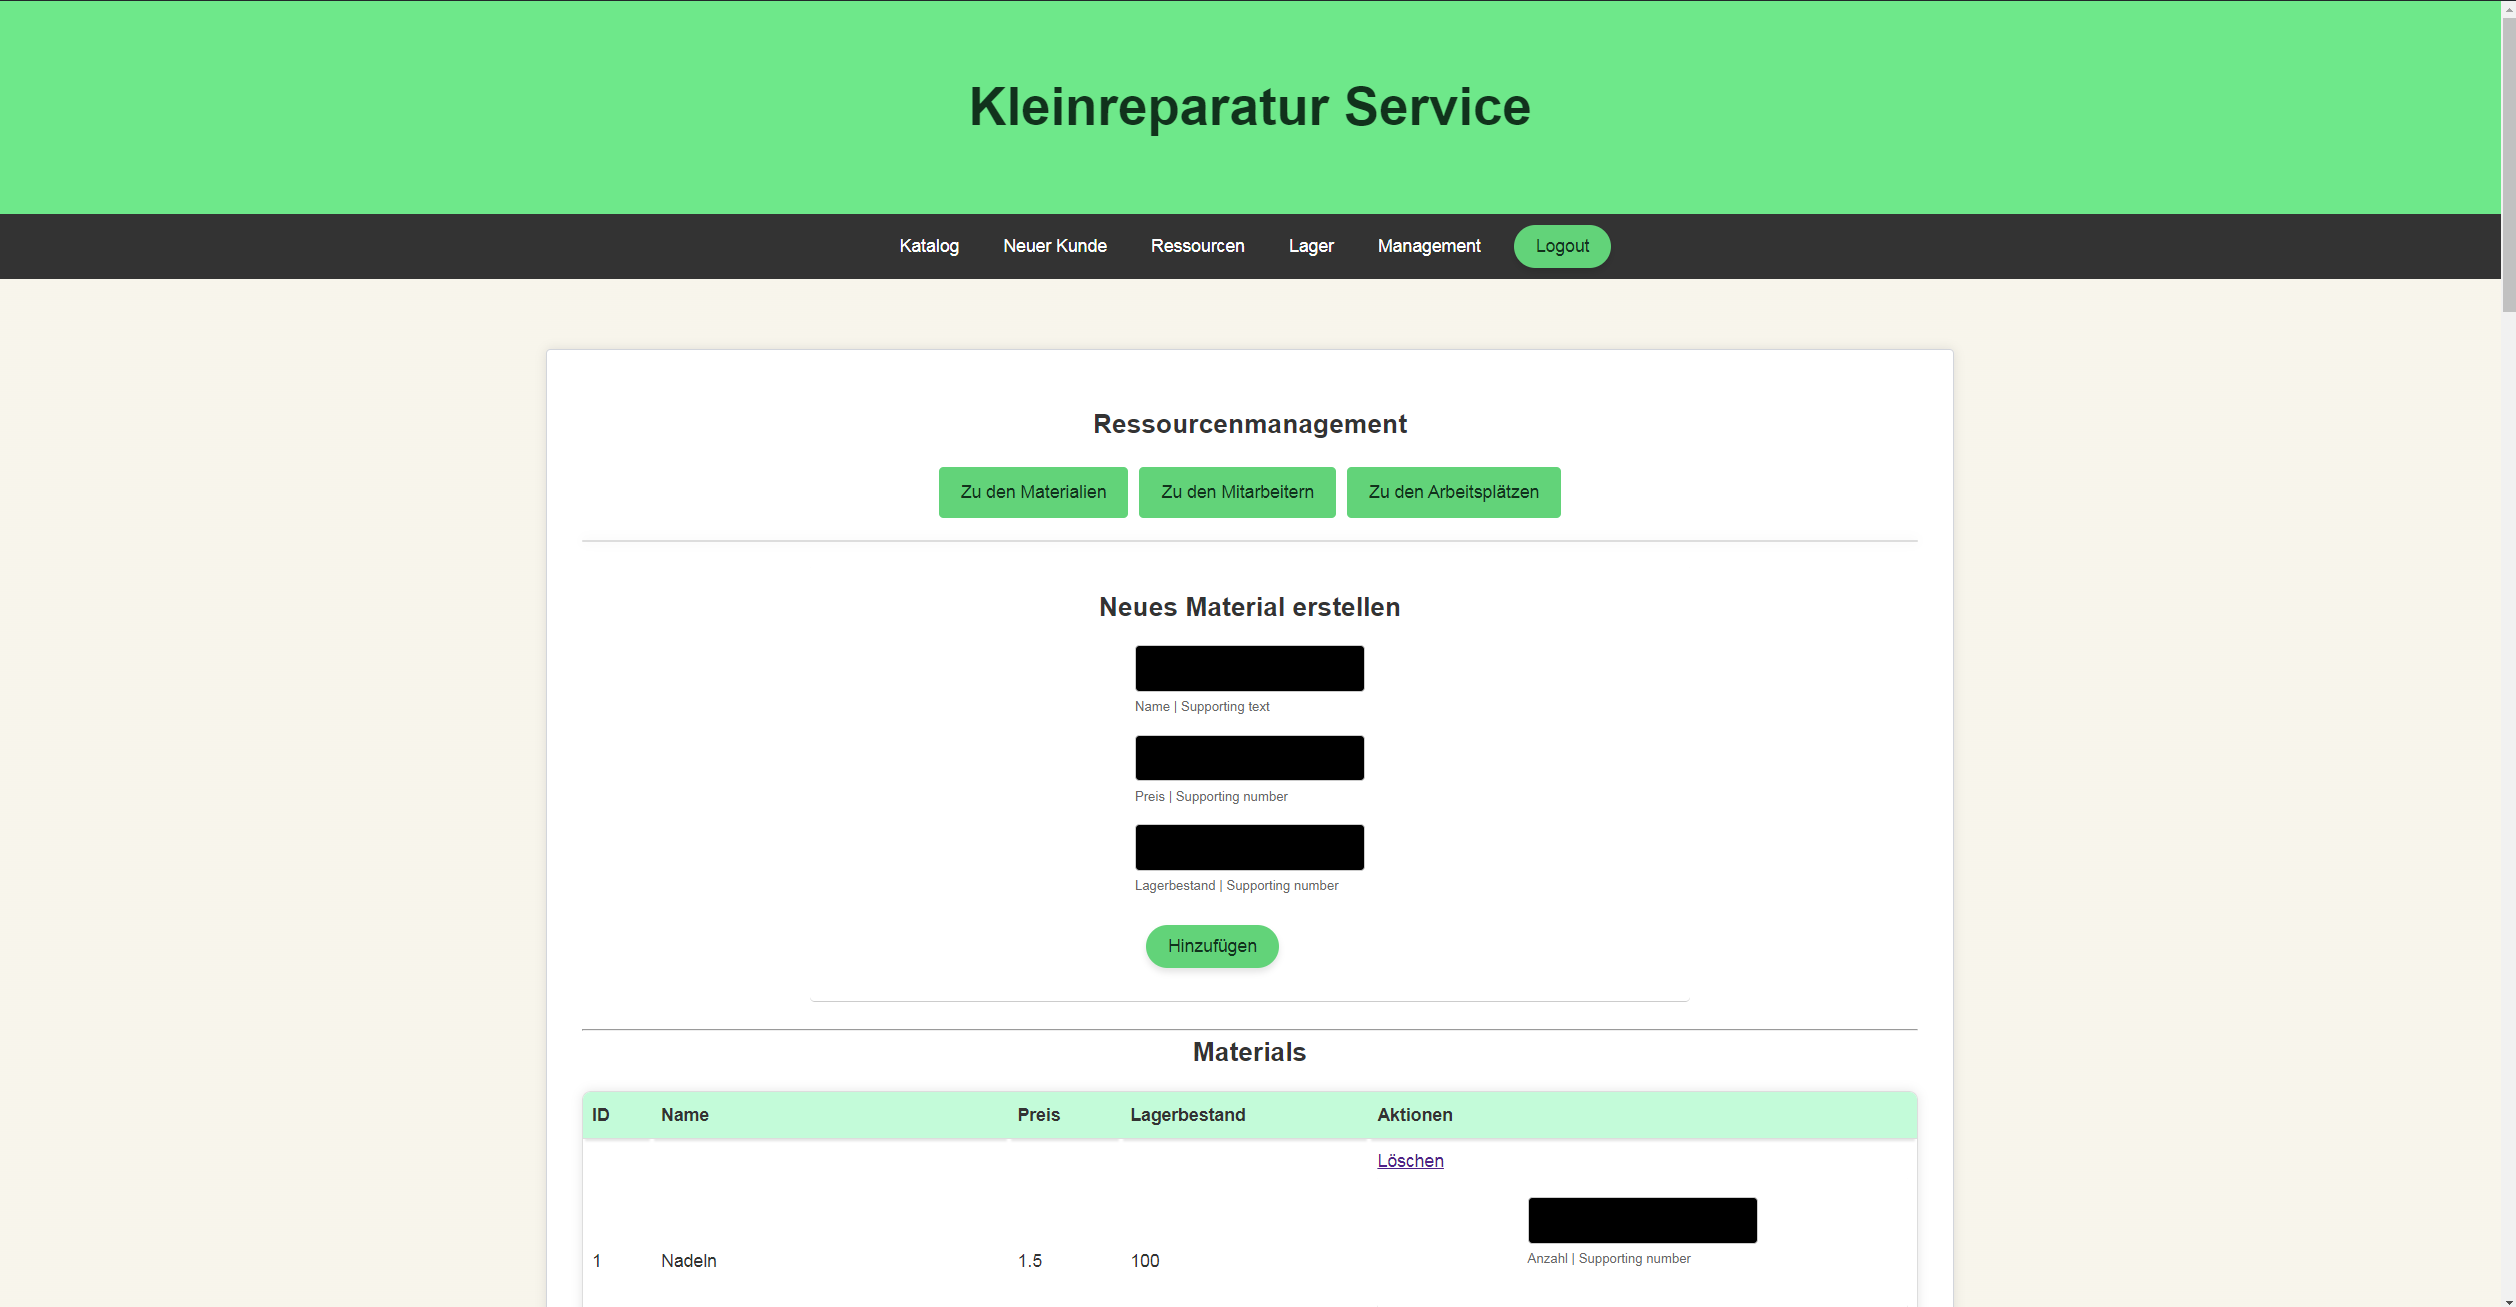 Kleinreparatur Service
Katalog Neuer Kunde Ressourcen Lager Management Logout
Ressourcenmanagement
Zu den Materialien Zu den Mitarbeitern Zu den Arbeitsplätzen
Neues Material erstellen
Name | Supporting text
Preis | Supporting number
Lagerbestand | Supporting number
Hinzufügen
Materials
ID Name Preis Lagerbestand Aktionen
Löschen
1 Nadeln 1.5 100
Anzahl | Supporting number